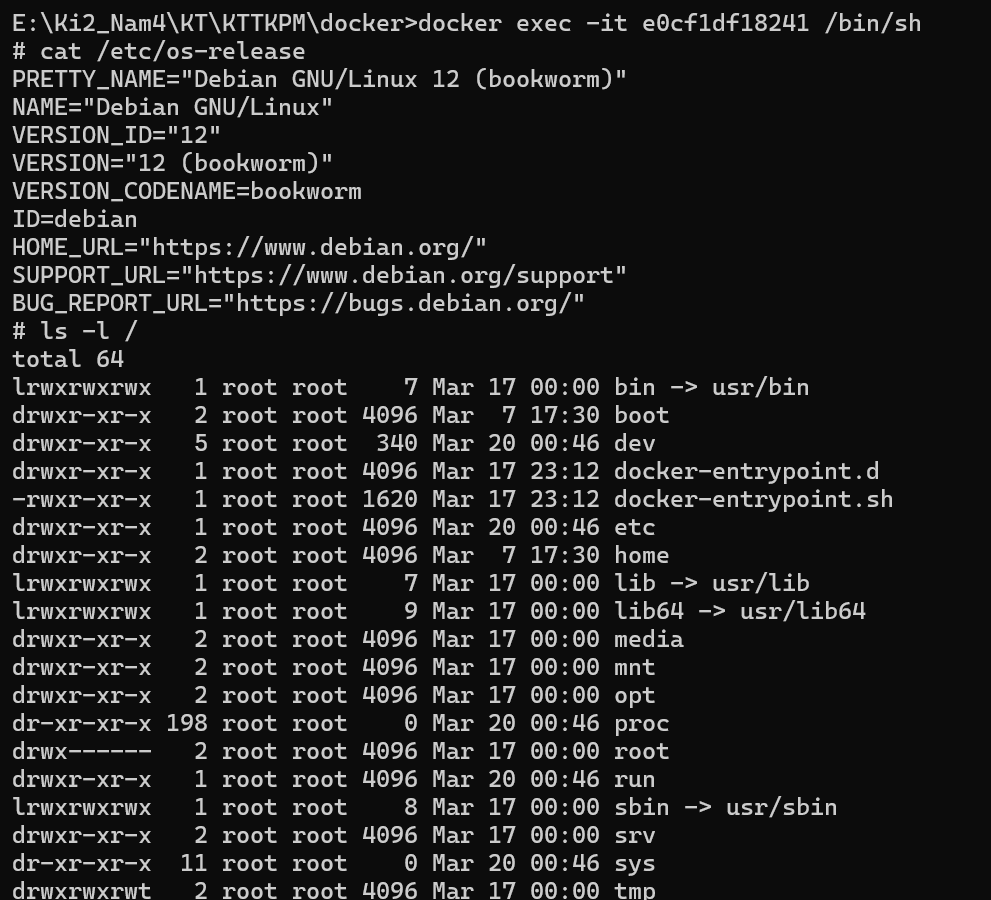 E:\Ki2_Nam4\KT\KTTKPM\docker>docker exec -it e0cf1df18241 /bin/sh
# cat /etc/os-release
PRETTY_NAME="Debian GNU/Linux 12 (bookworm)"
NAME="Debian GNU/Linux"
VERSION_ID="12"
VERSION="12 (bookworm)"
VERSION_CODENAME=bookworm
ID=debian
HOME_URL="https://www.debian.org/"
SUPPORT_URL="https://www.debian.org/support"
BUG_REPORT_URL="https://bugs.debian.org/"
# ls -l /
total 64
lrwxrwxrwx   1 root root    7 Mar 17 00:00 bin -> usr/bin
drwxr-xr-x   2 root root 4096 Mar  7 17:30 boot
drwxr-xr-x   5 root root  340 Mar 20 00:46 dev
drwxr-xr-x   1 root root 4096 Mar 17 23:12 docker-entrypoint.d
-rwxr-xr-x   1 root root 1620 Mar 17 23:12 docker-entrypoint.sh
drwxr-xr-x   1 root root 4096 Mar 20 00:46 etc
drwxr-xr-x   2 root root 4096 Mar  7 17:30 home
lrwxrwxrwx   1 root root    7 Mar 17 00:00 lib -> usr/lib
lrwxrwxrwx   1 root root    9 Mar 17 00:00 lib64 -> usr/lib64
drwxr-xr-x   2 root root 4096 Mar 17 00:00 media
drwxr-xr-x   2 root root 4096 Mar 17 00:00 mnt
drwxr-xr-x   2 root root 4096 Mar 17 00:00 opt
dr-xr-xr-x 198 root root    0 Mar 20 00:46 proc
drwx------   2 root root 4096 Mar 17 00:00 root
drwxr-xr-x   1 root root 4096 Mar 20 00:46 run
lrwxrwxrwx   1 root root    8 Mar 17 00:00 sbin -> usr/sbin
drwxr-xr-x   2 root root 4096 Mar 17 00:00 srv
dr-xr-xr-x  11 root root    0 Mar 20 00:46 sys
drwxrwxrwt   2 root root 4096 Mar 17 00:00 tmp